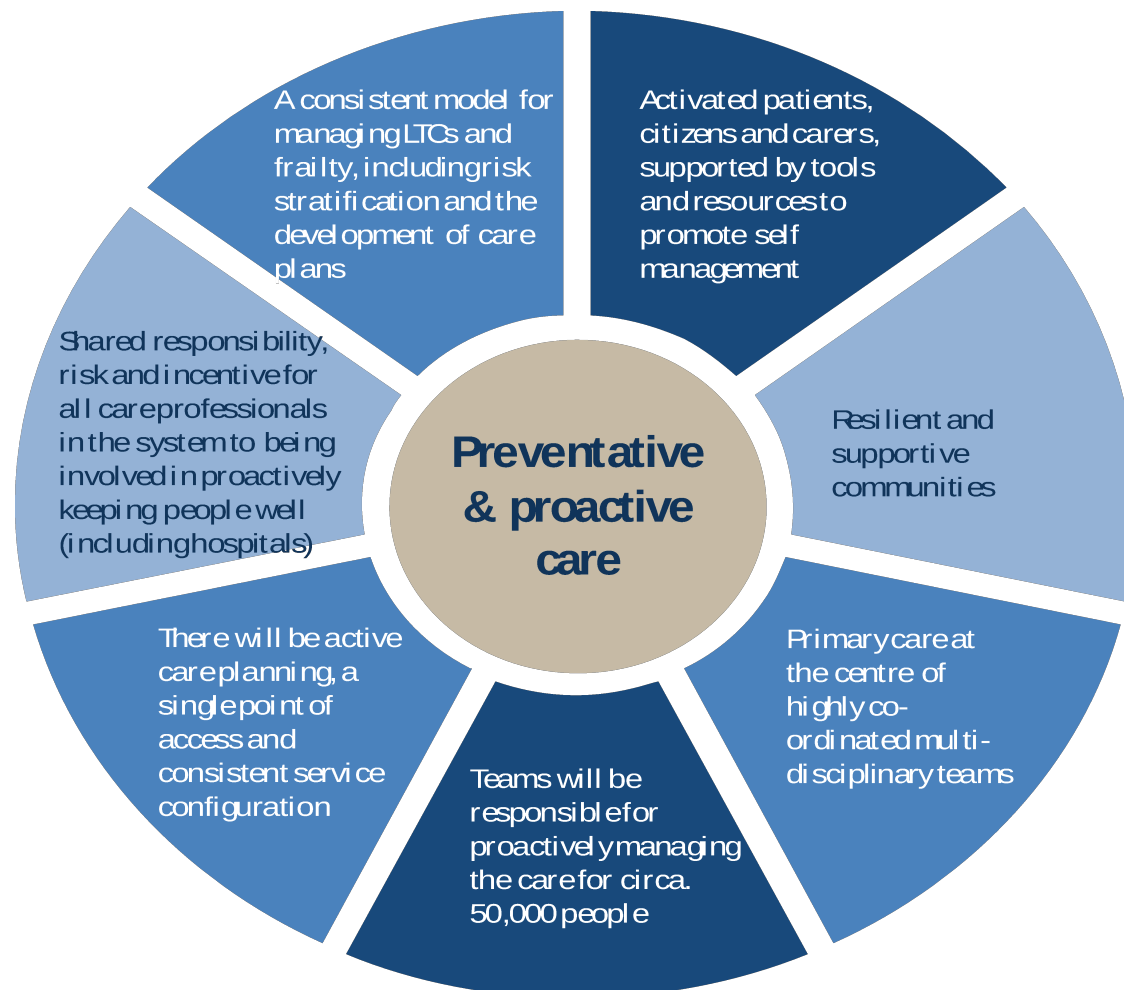 A consistent model for
managing LTCs and
frailty, including risk
stratification and the
development of care
plans
Activated patients,
citizens and carers,
supported by tools
and resources to
promote self
management
Resilient and
supportive
communities
Primary care at
the centre of
highly co-
ordinated multi-
disciplinary teams
Teams will be
responsible for
proactively managing
the care for circa.
50,000 people
There will be active
care planning, a
single point of
access and
consistent service
configuration
Shared responsibility,
risk and incentive for
all care professionals
in the system to being
involved in proactively
keeping people well
(including hospitals)
Preventative
& proactive
care